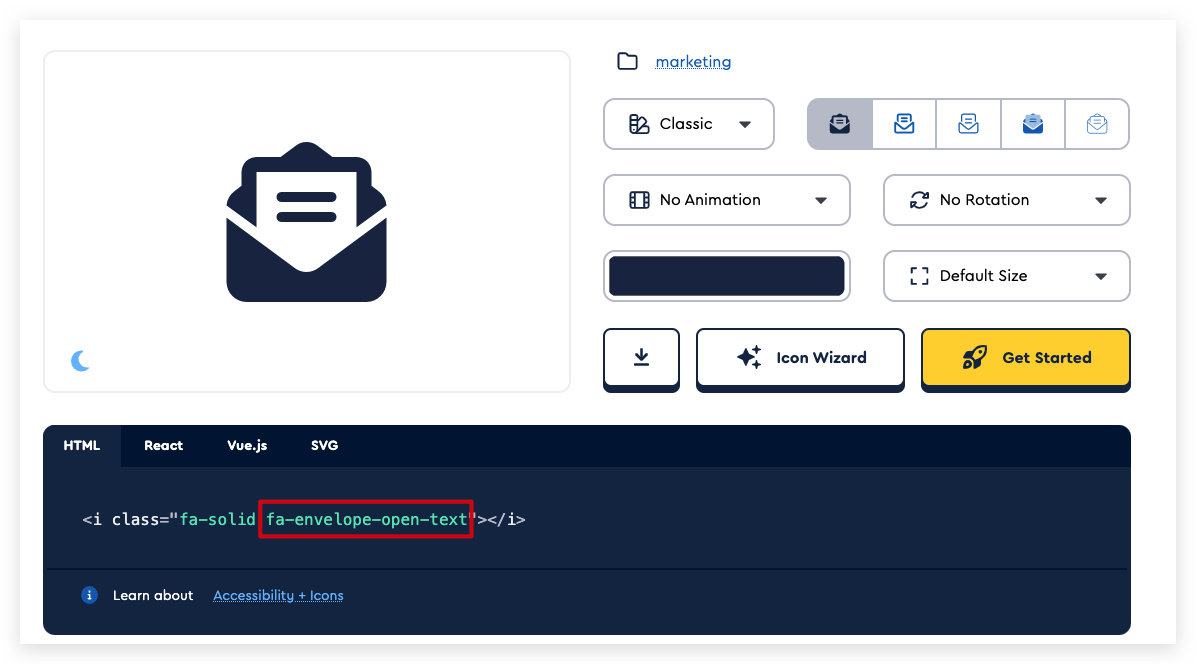 marketing
Classic
No Animation
No Rotation
Default Size
Icon Wizard
Get Started
HTML
React
Vue.js
SVG
<i class="fa-solid fa-envelope-open-text"></i>
Learn about Accessibility + Icons